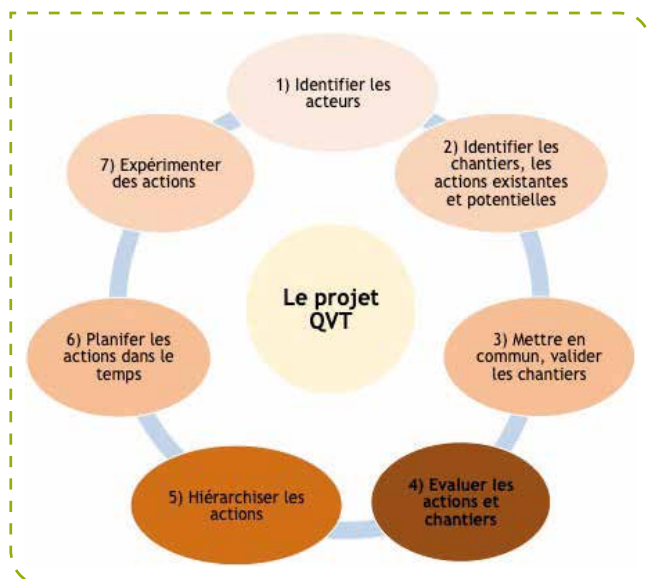 1) Identifier les
acteurs
2) Identifier les
chantiers, les
actions existantes
et potentielles
3) Mettre en
commun, valider
les chantiers
4) Evaluer les
actions et
chantiers
5) Hiérarchiser les
actions
6) Planifer les
actions dans le
temps
7) Expérimenter
des actions
Le projet
QVT